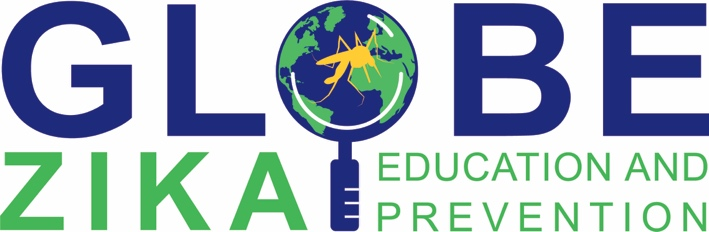 GLOBE
ZIKA
EDUCATION AND
PREVENTION